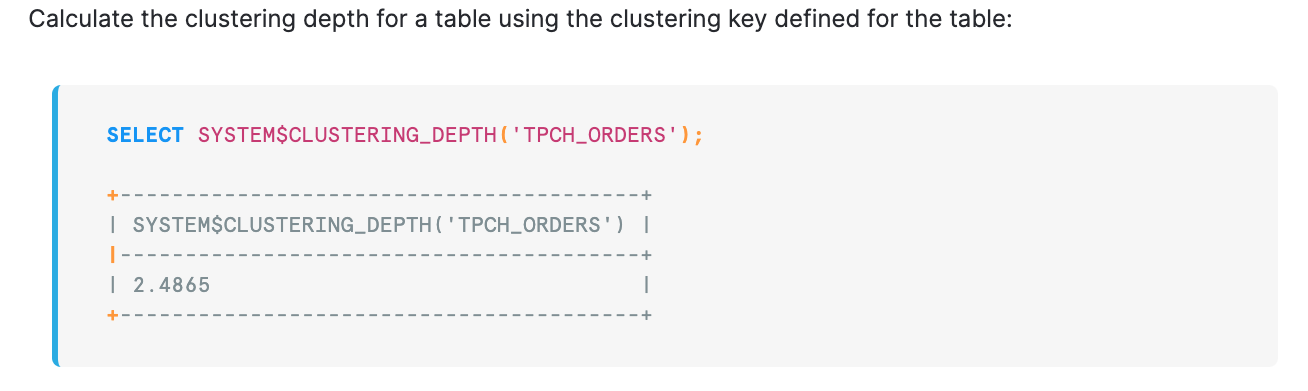 Calculate the clustering depth for a table using the clustering key defined for the table:
SELECT SYSTEM$CLUSTERING_DEPTH('TPCH_ORDERS');
+----------------------------------------+
| SYSTEM$CLUSTERING_DEPTH('TPCH_ORDERS') |
|----------------------------------------+
| 2.4865                                 |
+----------------------------------------+